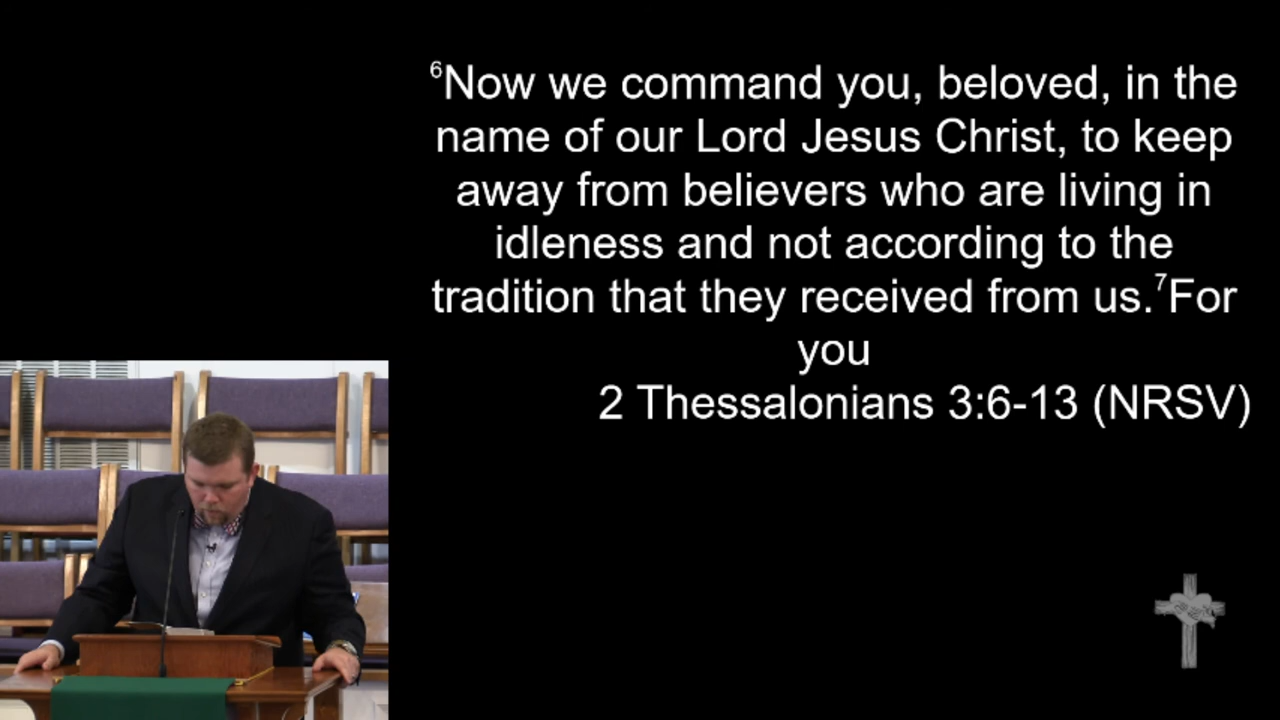 ⁶Now we command you, beloved, in the
name of our Lord Jesus Christ, to keep
away from believers who are living in
idleness and not according to the
tradition that they received from us.⁷For
you
2 Thessalonians 3:6-13 (NRSV)